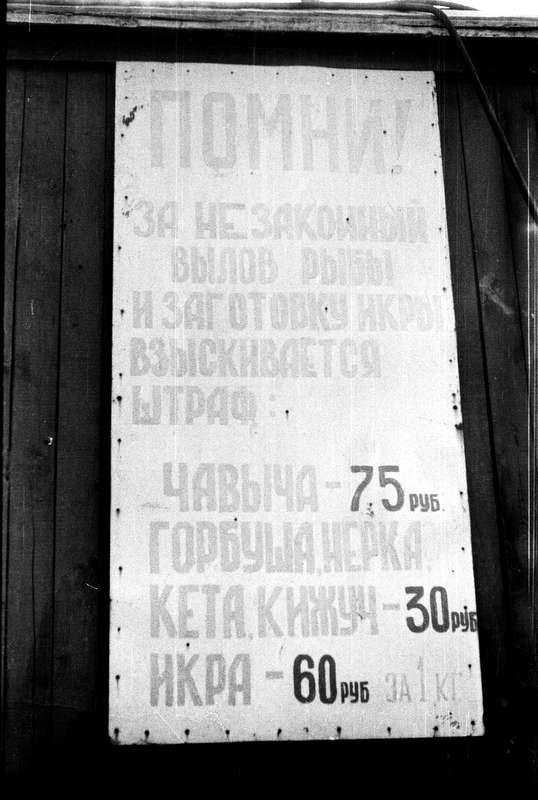 ПОМНИ!
ЗА НЕЗАКОННЫЙ
ВЫЛОВ РЫБЫ
И ЗАГОТОВКУ ИКРЫ
ВЗЫСКИВАЕТСЯ
ШТРАФ:
ЧАВЫЧА - 75 РУБ.
ГОРБУША, НЕРКА,
КЕТА, КИЖУЧ - 30 РУБ
ИКРА - 60 РУБ ЗА 1 КГ